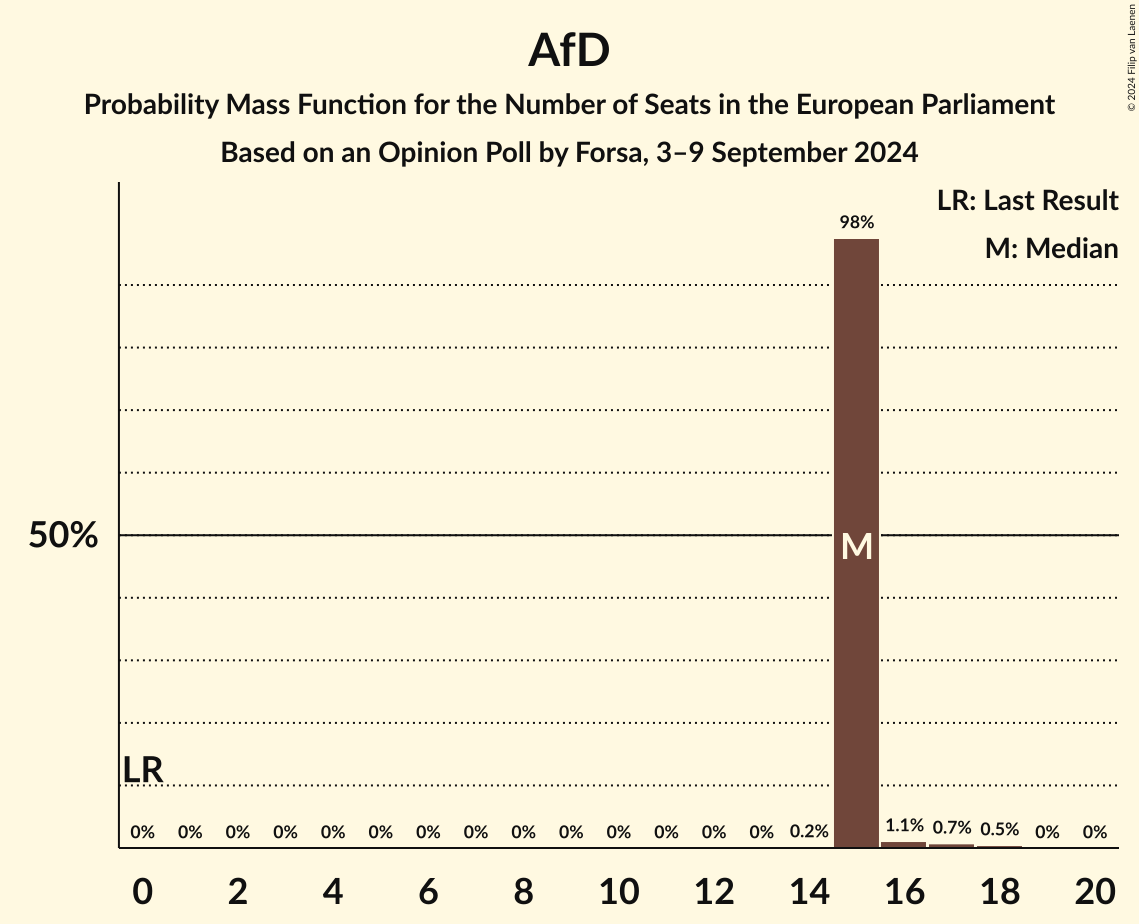 AfD
Probability Mass Function for the Number of Seats in the European Parliament
Based on an Opinion Poll by Forsa, 3–9 September 2024
© 2024 Filip van Laenen
LR: Last Result
M: Median
98%
50%
M
LR
0% 0% 0% 0% 0% 0% 0% 0% 0% 0% 0% 0% 0% 0% 0.2% 1.1% 0.7% 0.5% 0% 0%
0 2 4 6 8 10 12 14 16 18 20